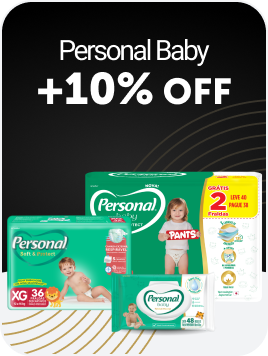 Personal Baby
+10% OFF
NOVA!
Personal
baby
GRÁTIS
2
Fraldas
LEVE 40
PAGUE 38
PANTS
Personal
Soft & Protect
XG
36
Personal
baby
48